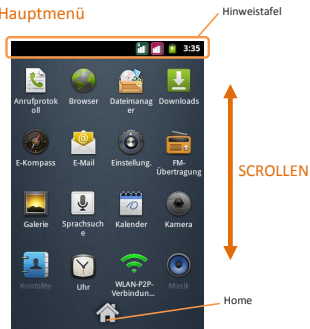 Hauptmenü
Hinweistafel
3:35
Anrufprotok
oll
Browser
Dateimanag
er
Downloads
E-Kompass
E-Mail
Einstellung.
FM-
Übertragung
SCROLLEN
Galerie
Sprachsuch
e
Kalender
Kamera
Kontakte
Uhr
WLAN-P2P-
Verbindun...
Musik
Home